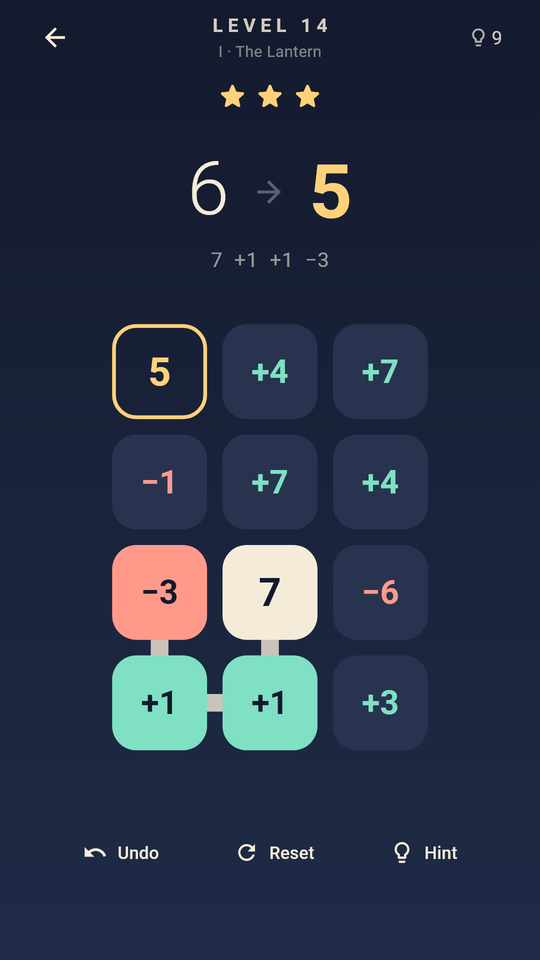 LEVEL 14
I · The Lantern
9
6 → 5
7 +1 +1 −3
5 +4 +7
−1 +7 +4
−3 7 −6
+1 +1 +3
Undo Reset Hint